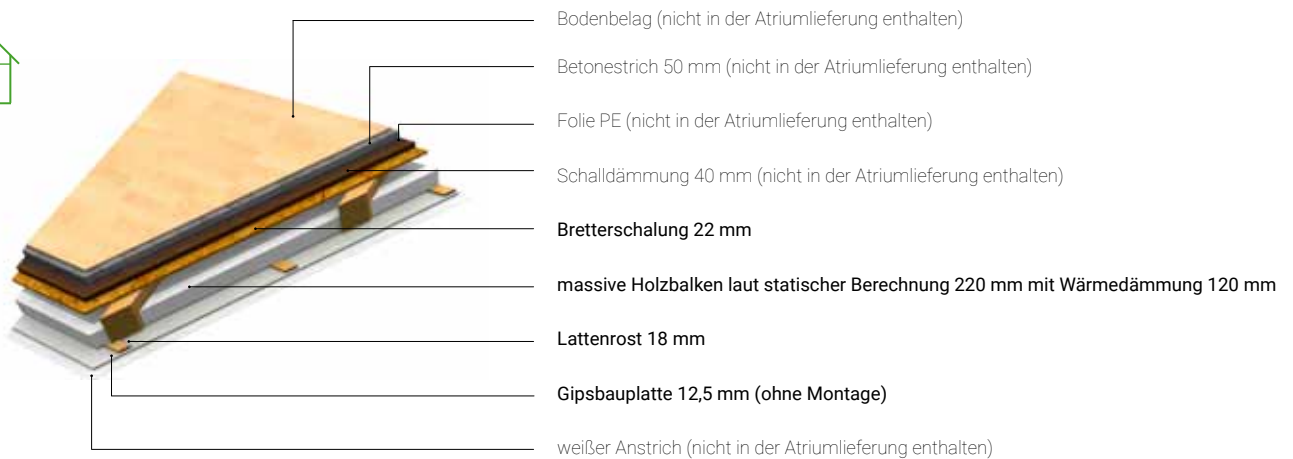 Bodenbelag (nicht in der Atriumlieferung enthalten)
Betonestrich 50 mm (nicht in der Atriumlieferung enthalten)
Folie PE (nicht in der Atriumlieferung enthalten)
Schalldämmung 40 mm (nicht in der Atriumlieferung enthalten)
Bretterschalung 22 mm
massive Holzbalken laut statischer Berechnung 220 mm mit Wärmedämmung 120 mm
Lattenrost 18 mm
Gipsbauplatte 12,5 mm (ohne Montage)
weißer Anstrich (nicht in der Atriumlieferung enthalten)